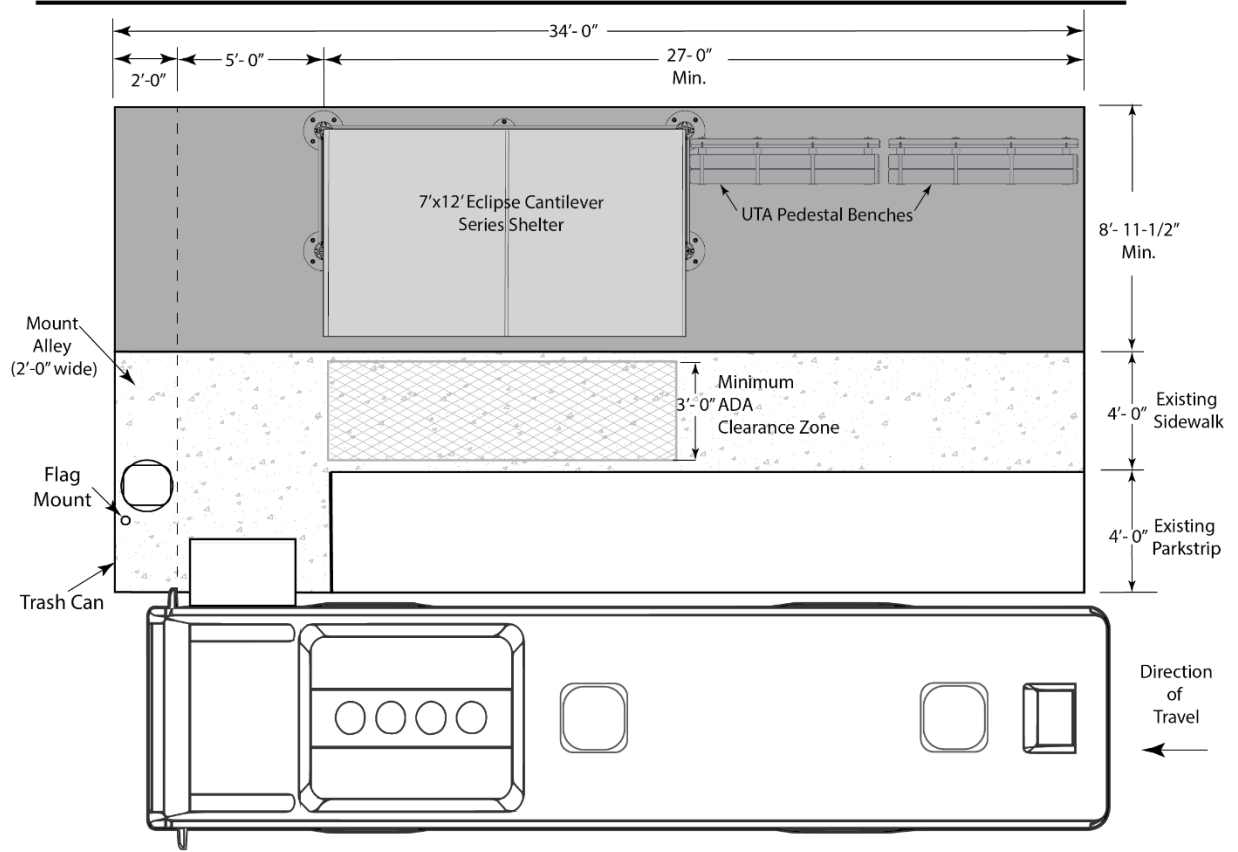 34’- 0”
2’-0”
5’- 0”
27- 0”
Min.
7’x12’ Eclipse Cantilever
Series Shelter
UTA Pedestal Benches
8’- 11-1/2”
Min.
Mount
Alley
(2’-0” wide)
Minimum
3’- 0” ADA
Clearance Zone
4’- 0”
Existing
Sidewalk
Flag
Mount
4’- 0”
Existing
Parkstrip
Trash Can
Direction
of
Travel